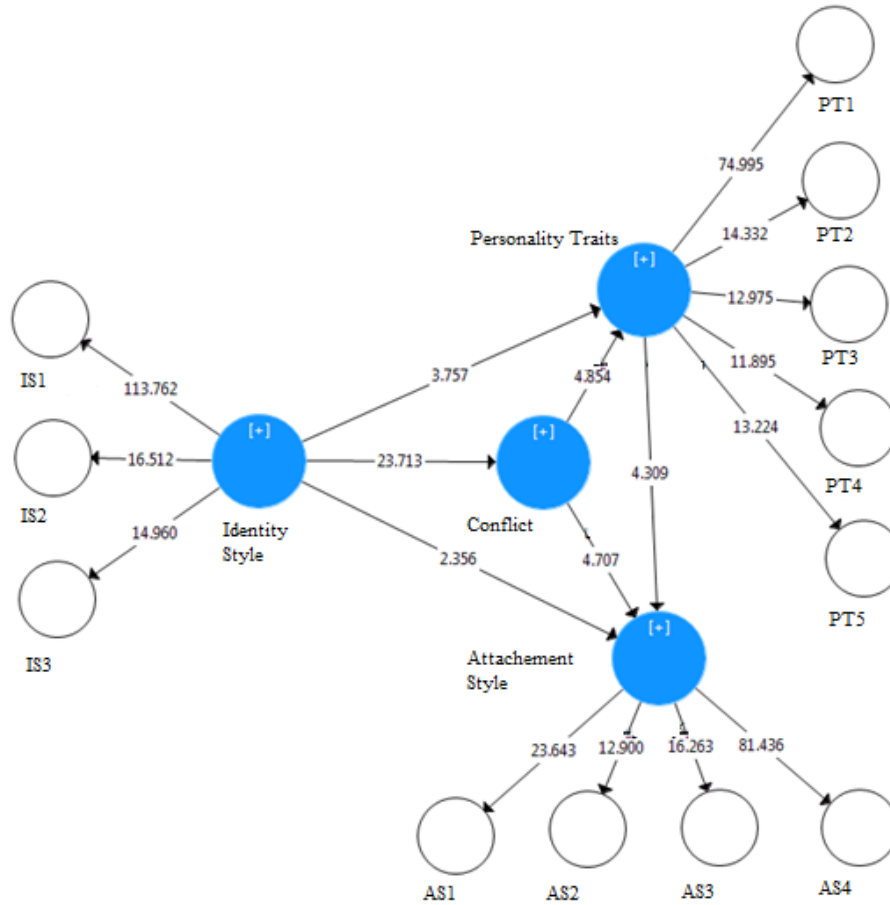 PT1
74.995
PT2
14.332
Personality Traits
[+]
12.975
PT3
11.895
PT4
13.224
PT5
IS1
113.762
IS2
16.512
IS3
14.960
[+]
Identity
Style
3.757
23.713
2.356
[+]
Conflict
4.854
4.707
4.309
[+]
Attachement
Style
23.643
12.900
16.263
81.436
AS1
AS2
AS3
AS4